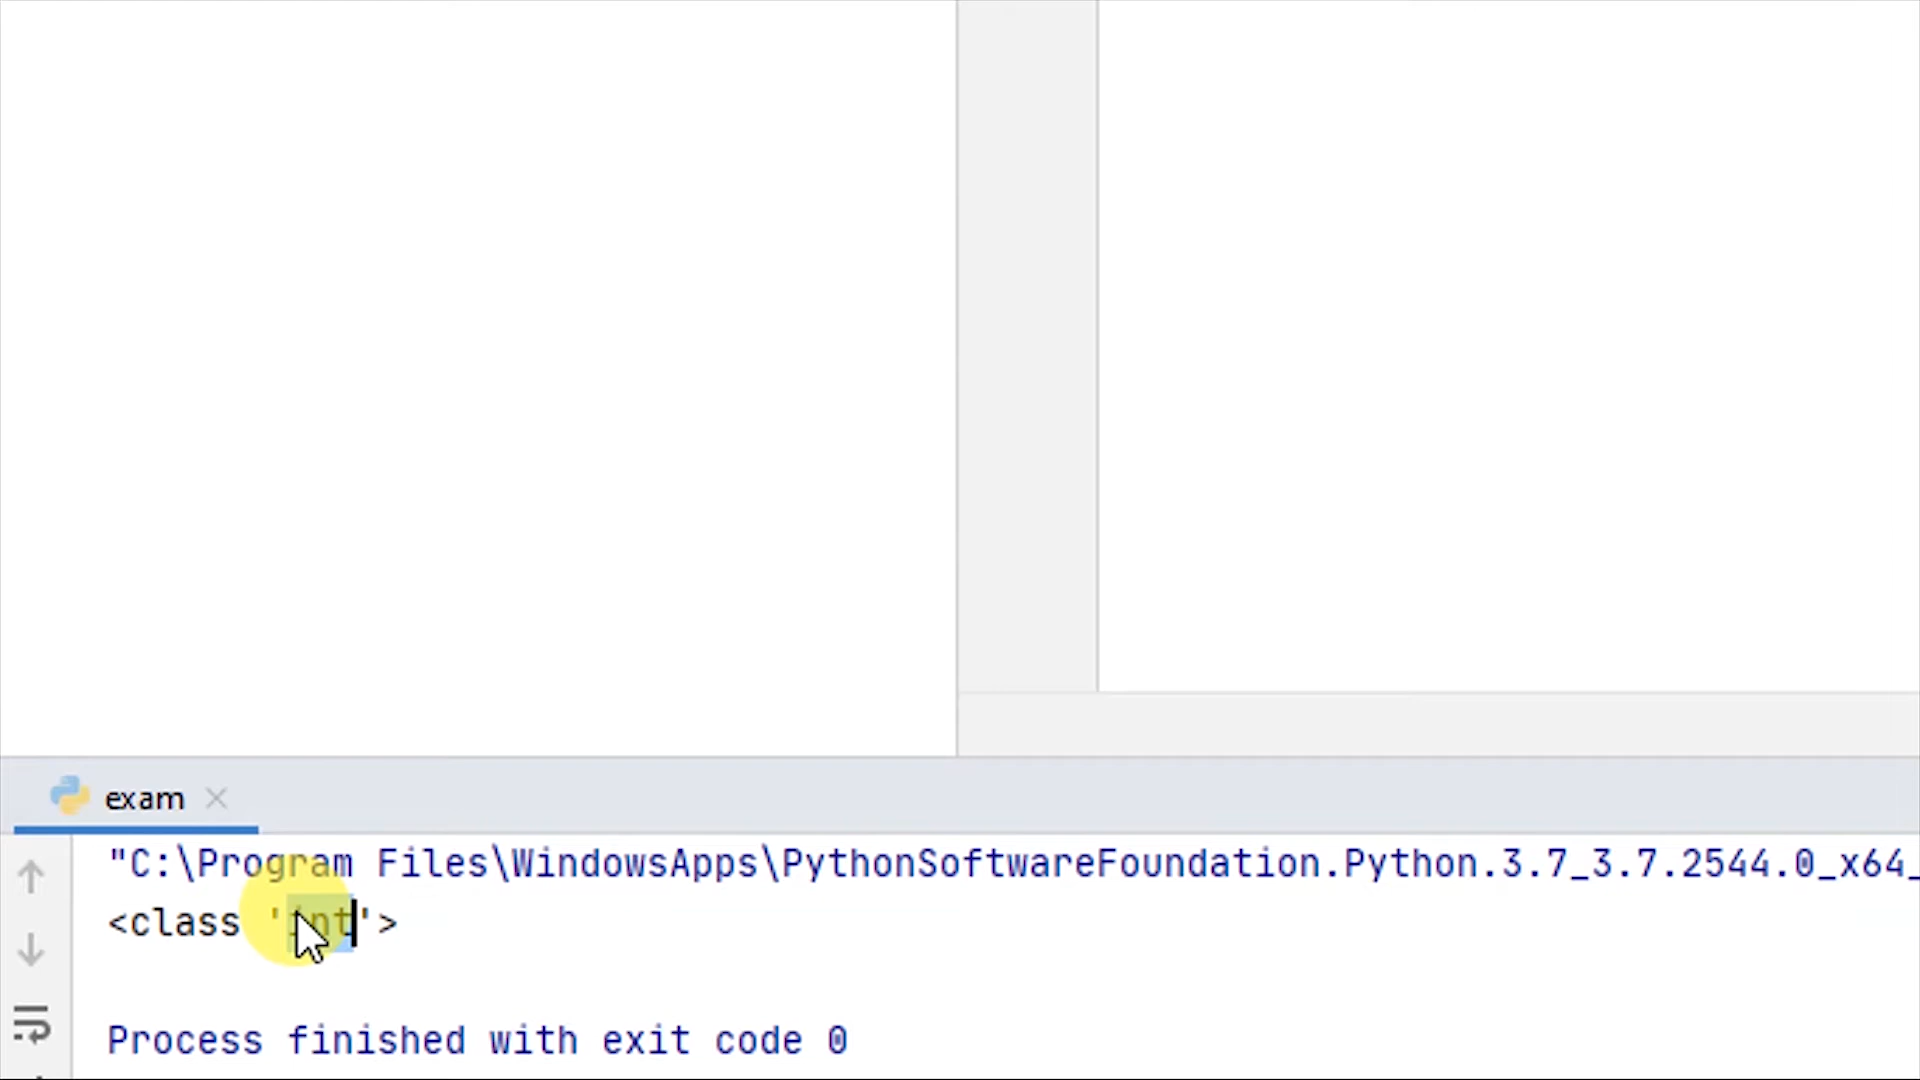 exam
"C:\Program Files\WindowsApps\PythonSoftwareFoundation.Python.3.7_3.7.2544.0_x64_
<class 'int'>
Process finished with exit code 0